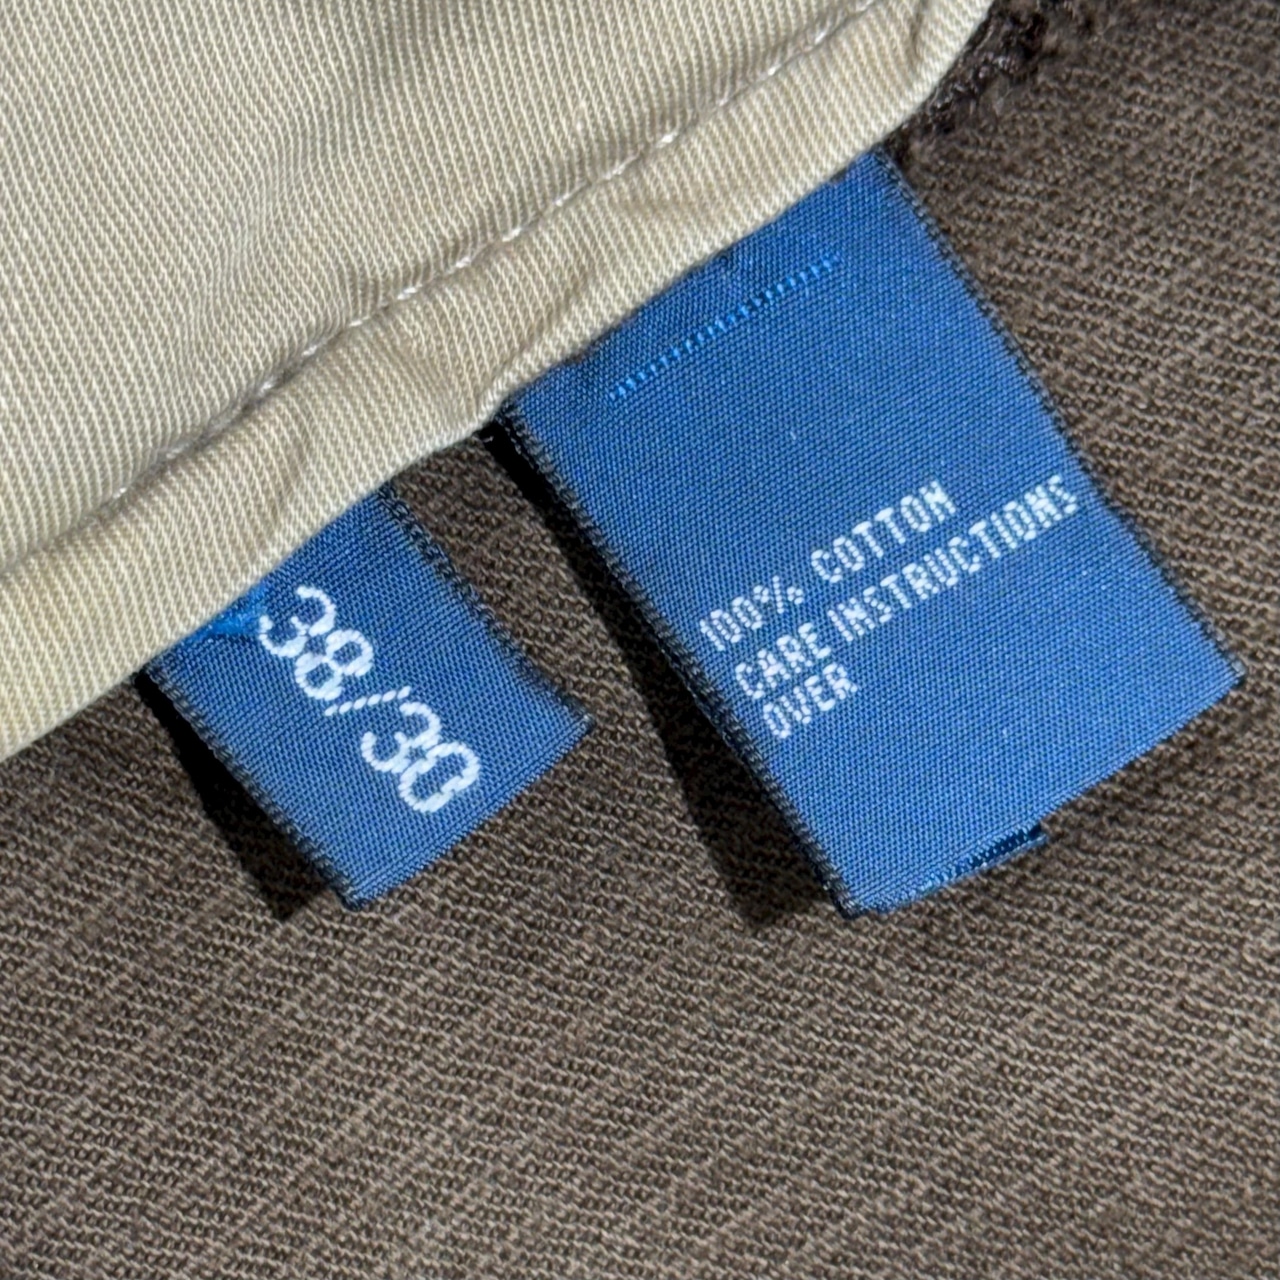 38/30
100% COTTON
CARE INSTRUCTIONS
OVER